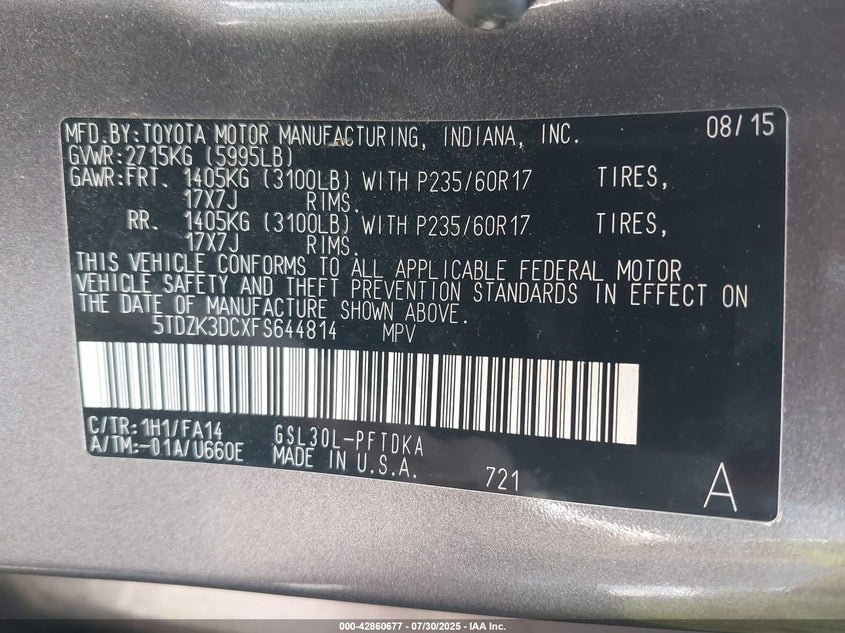 MFD.BY:TOYOTA MOTOR MANUFACTURING, INDIANA, INC. 08/15
GVWR:2715KG (5995LB)
GAWR:FRT. 1405KG (3100LB) WITH P235/60R17 TIRES,
17X7J RIMS.
RR. 1405KG (3100LB) WITH P235/60R17 TIRES,
17X7J RIMS.
THIS VEHICLE CONFORMS TO ALL APPLICABLE FEDERAL MOTOR
VEHICLE SAFETY AND THEFT PREVENTION STANDARDS IN EFFECT ON
THE DATE OF MANUFACTURE SHOWN ABOVE.
5TDZK3DCXFS644814 MPV
C/TR:1H1/FA14 GSL30L-PFTDKA
A/TM:-01A/U660E MADE IN U.S.A. 721 A
000-42860677 - 07/30/2025 - IAA Inc.